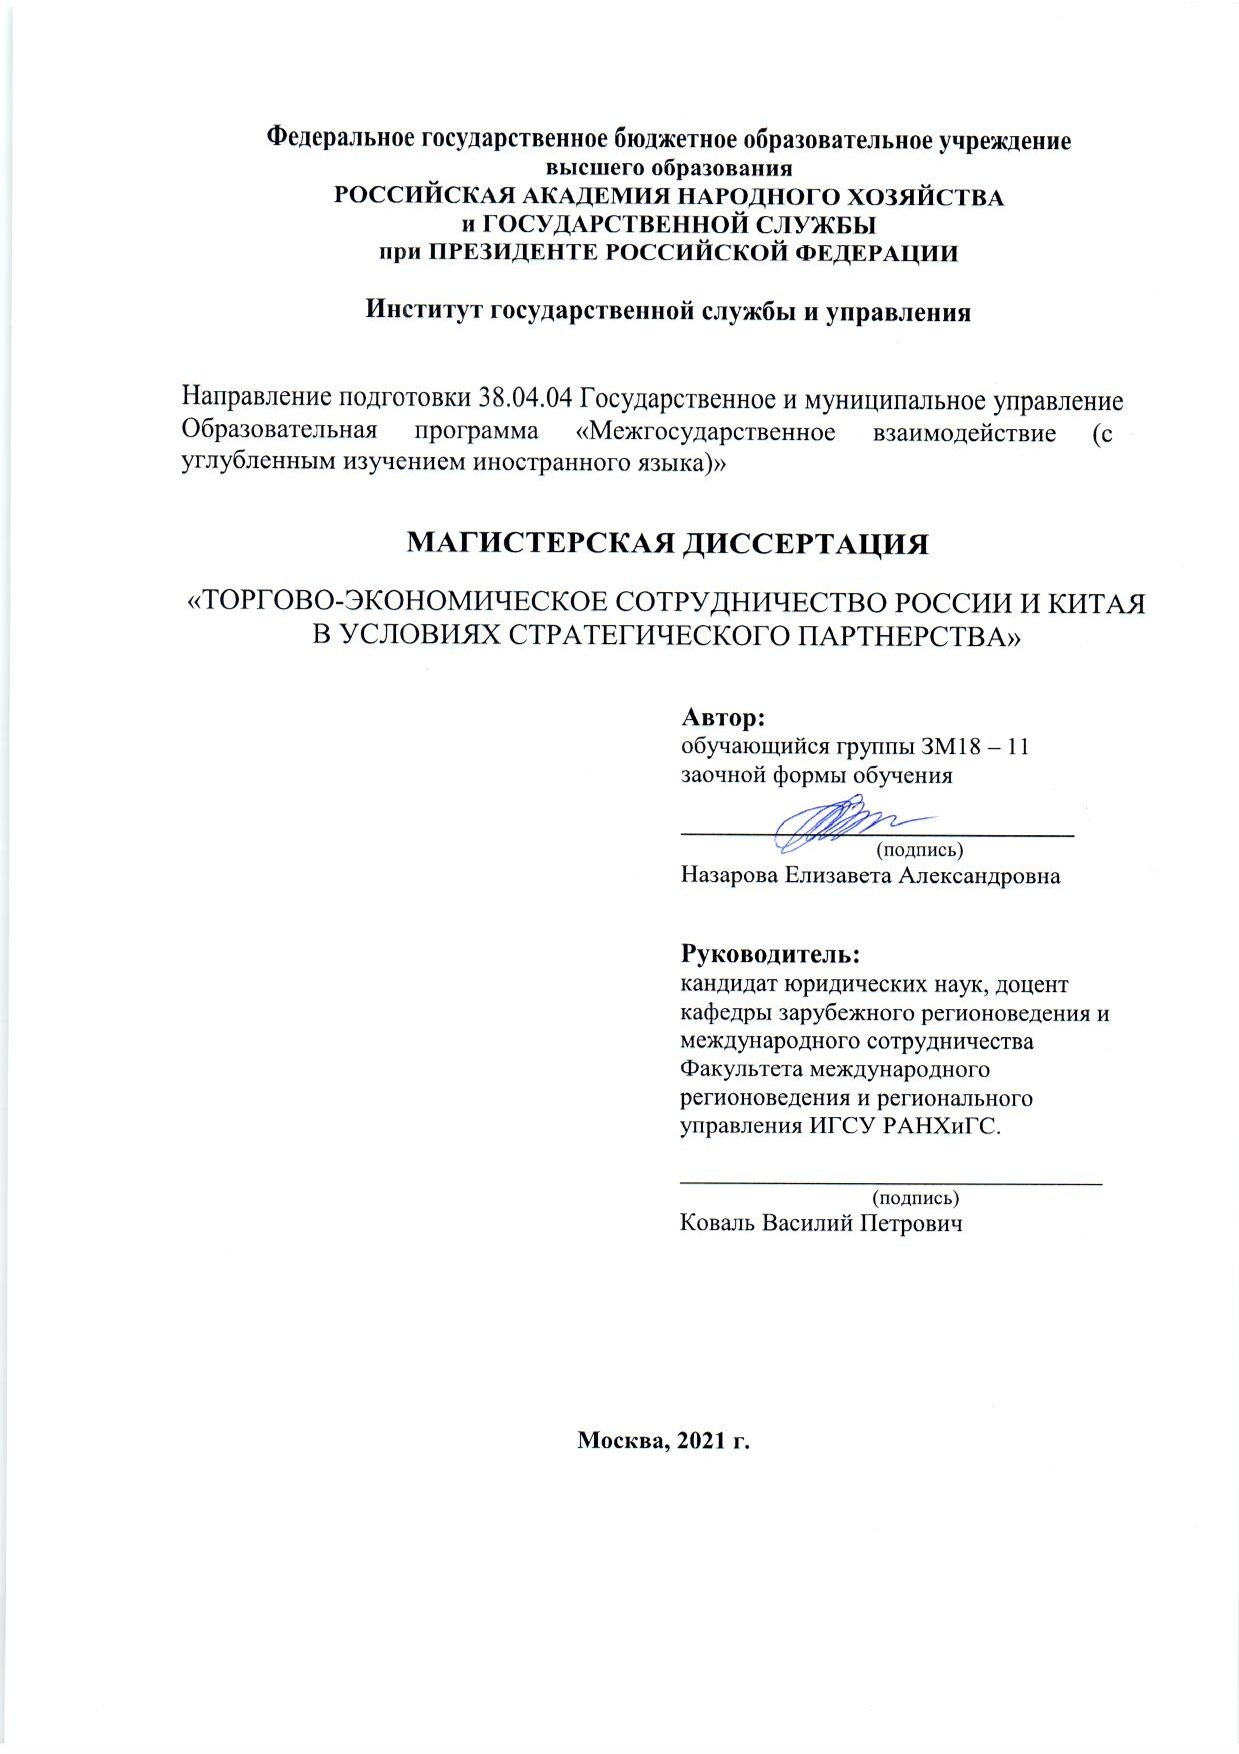 Федеральное государственное бюджетное образовательное учреждение
высшего образования
РОССИЙСКАЯ АКАДЕМИЯ НАРОДНОГО ХОЗЯЙСТВА
и ГОСУДАРСТВЕННОЙ СЛУЖБЫ
при ПРЕЗИДЕНТЕ РОССИЙСКОЙ ФЕДЕРАЦИИ
Институт государственной службы и управления
Направление подготовки 38.04.04 Государственное и муниципальное управление
Образовательная программа «Межгосударственное взаимодействие (с
углубленным изучением иностранного языка)»
МАГИСТЕРСКАЯ ДИССЕРТАЦИЯ
«ТОРГОВО-ЭКОНОМИЧЕСКОЕ СОТРУДНИЧЕСТВО РОССИИ И КИТАЯ
В УСЛОВИЯХ СТРАТЕГИЧЕСКОГО ПАРТНЕРСТВА»
Автор:
обучающийся группы ЗМ18 – 11
заочной формы обучения
(подпись)
Назарова Елизавета Александровна
Руководитель:
кандидат юридических наук, доцент
кафедры зарубежного регионоведения и
международного сотрудничества
Факультета международного
регионоведения и регионального
управления ИГСУ РАНХиГС.
(подпись)
Коваль Василий Петрович
Москва, 2021 г.